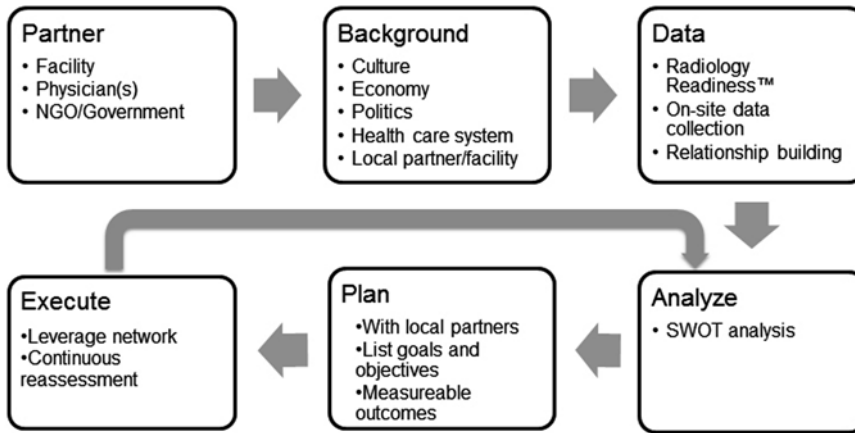 Partner
• Facility
• Physician(s)
• NGO/Government
Background
• Culture
• Economy
• Politics
• Health care system
• Local partner/facility
Data
• Radiology
Readiness™
• On-site data
collection
• Relationship building
Execute
•Leverage network
•Continuous
reassessment
Plan
•With local partners
•List goals and
objectives
•Measureable
outcomes
Analyze
• SWOT analysis